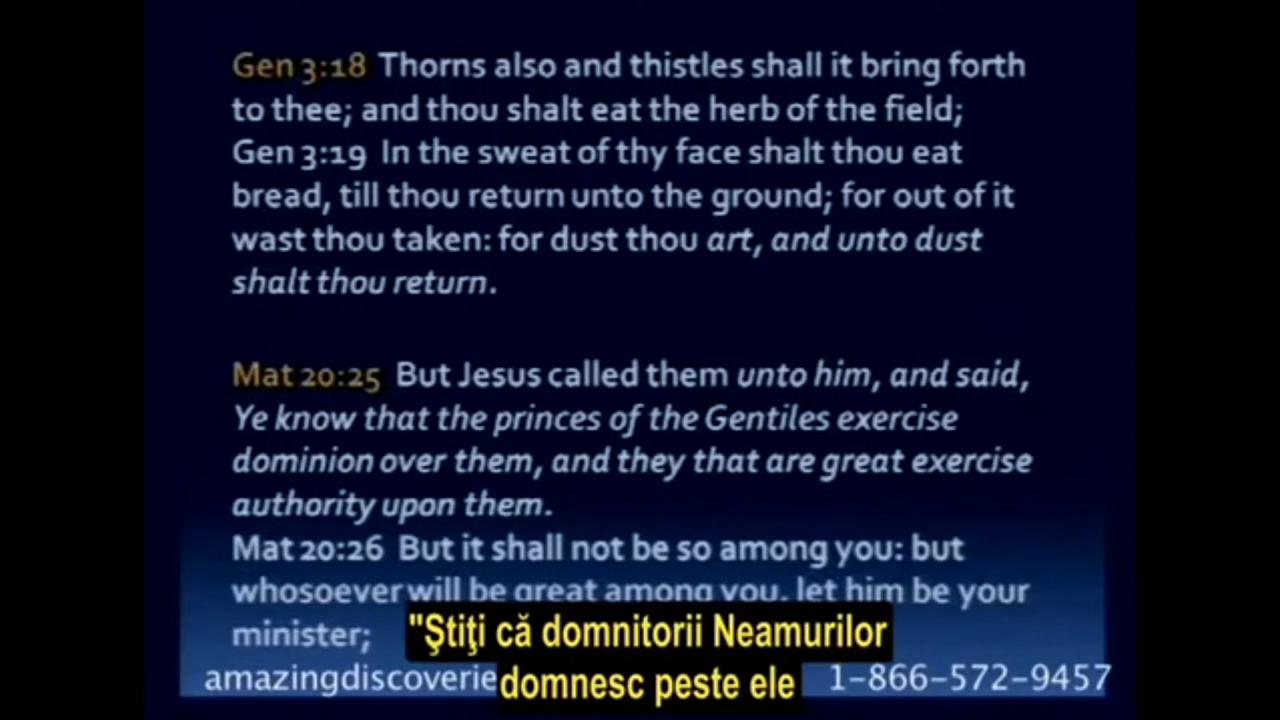 Gen 3:18 Thorns also and thistles shall it bring forth
to thee; and thou shalt eat the herb of the field;
Gen 3:19 In the sweat of thy face shalt thou eat
bread, till thou return unto the ground; for out of it
wast thou taken: for dust thou art, and unto dust
shalt thou return.
Mat 20:25 But Jesus called them unto him, and said,
Ye know that the princes of the Gentiles exercise
dominion over them, and they that are great exercise
authority upon them.
Mat 20:26 But it shall not be so among you: but
whosoever will be great among you, let him be your
minister;
"Ştiţi că domnitorii Neamurilor
domnesc peste ele
amazingdiscoverie
1-866-572-9457